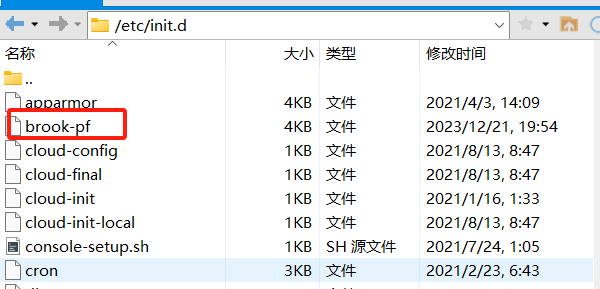 /etc/init.d
名称 大小 类型 修改时间
..
apparmor 4KB 文件 2021/4/3, 14:09
brook-pf 4KB 文件 2023/12/21, 19:54
cloud-config 1KB 文件 2021/8/13, 8:47
cloud-final 1KB 文件 2021/8/13, 8:47
cloud-init 1KB 文件 2021/1/16, 1:33
cloud-init-local 1KB 文件 2021/8/13, 8:47
console-setup.sh 1KB SH 源文件 2021/7/24, 1:05
cron 3KB 文件 2021/2/23, 6:43